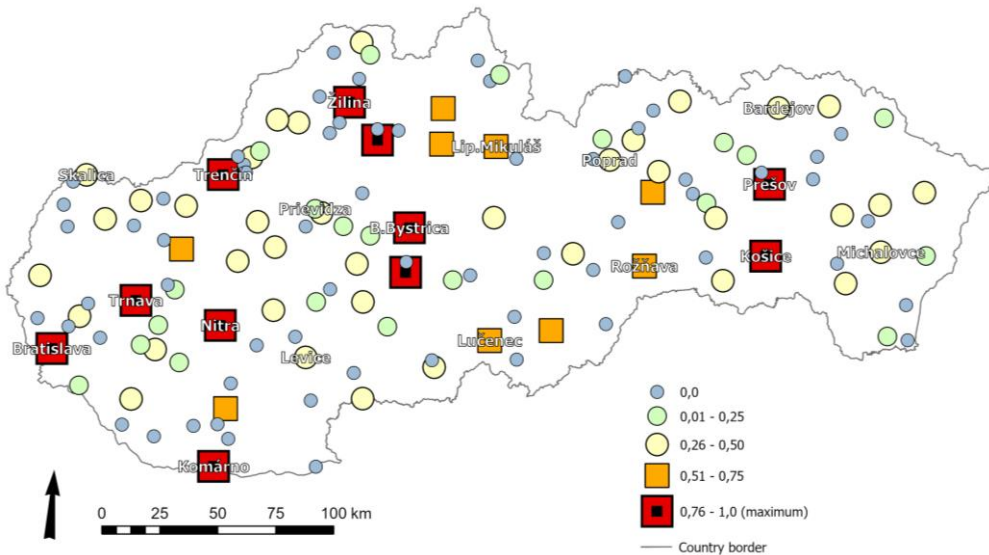 Žilina
Bardejov
Lip.Mikuláš
Poprad
Skalica
Trenčín
Prešov
Prievidza
B.Bystrica
Michalovce
Košice
Rožňava
Trnava
Nitra
Bratislava
Lučenec
Levice
Komárno
0,0
0,01 - 0,25
0,26 - 0,50
0,51 - 0,75
0,76 - 1,0 (maximum)
Country border
0 25 50 75 100 km